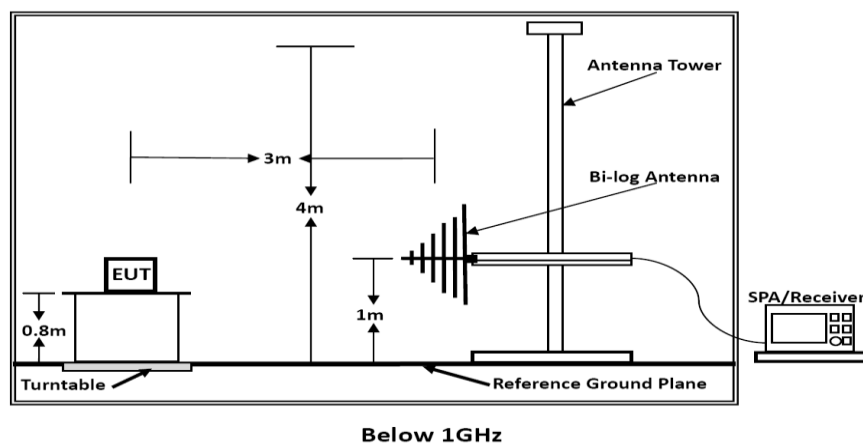 Antenna Tower
3m
Bi-log Antenna
4m
EUT
SPA/Receiver
0.8m
1m
Turntable
Reference Ground Plane
Below 1GHz